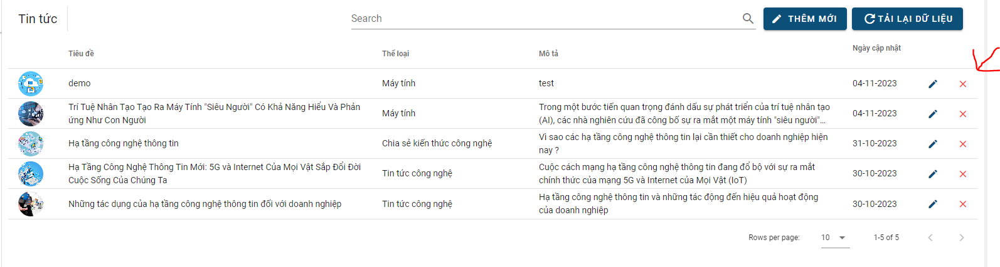 Tin tức
Search
THÊM MỚI
TẢI LẠI DỮ LIỆU
Tiêu đề
Thể loại
Mô tả
Ngày cập nhật
demo
Máy tính
test
04-11-2023
Trí Tuệ Nhân Tạo Tạo Ra Máy Tính "Siêu Người" Có Khả Năng Hiểu Và Phản
ứng Như Con Người
Máy tính
Trong một bước tiến quan trọng đánh dấu sự phát triển của trí tuệ nhân tạo
(AI), các nhà nghiên cứu đã công bố sự ra mắt một máy tính "siêu người"...
04-11-2023
Hạ tầng công nghệ thông tin
Chia sẻ kiến thức công nghệ
Vì sao các hạ tầng công nghệ thông tin lại cần thiết cho doanh nghiệp hiện
nay ?
31-10-2023
Hạ Tầng Công Nghệ Thông Tin Mới: 5G và Internet Của Mọi Vật Sắp Đổi Đời
Cuộc Sống Của Chúng Ta
Tin tức công nghệ
Cuộc cách mạng hạ tầng công nghệ thông tin đang đổ bộ với sự ra mắt
chính thức của mạng 5G và Internet của Mọi Vật (IoT)
30-10-2023
Những tác dụng của hạ tầng công nghệ thông tin đối với doanh nghiệp
Tin tức công nghệ
Hạ tầng công nghệ thông tin và những tác động đến hiệu quả hoạt động
của doanh nghiệp
30-10-2023
Rows per page:
10
1-5 of 5